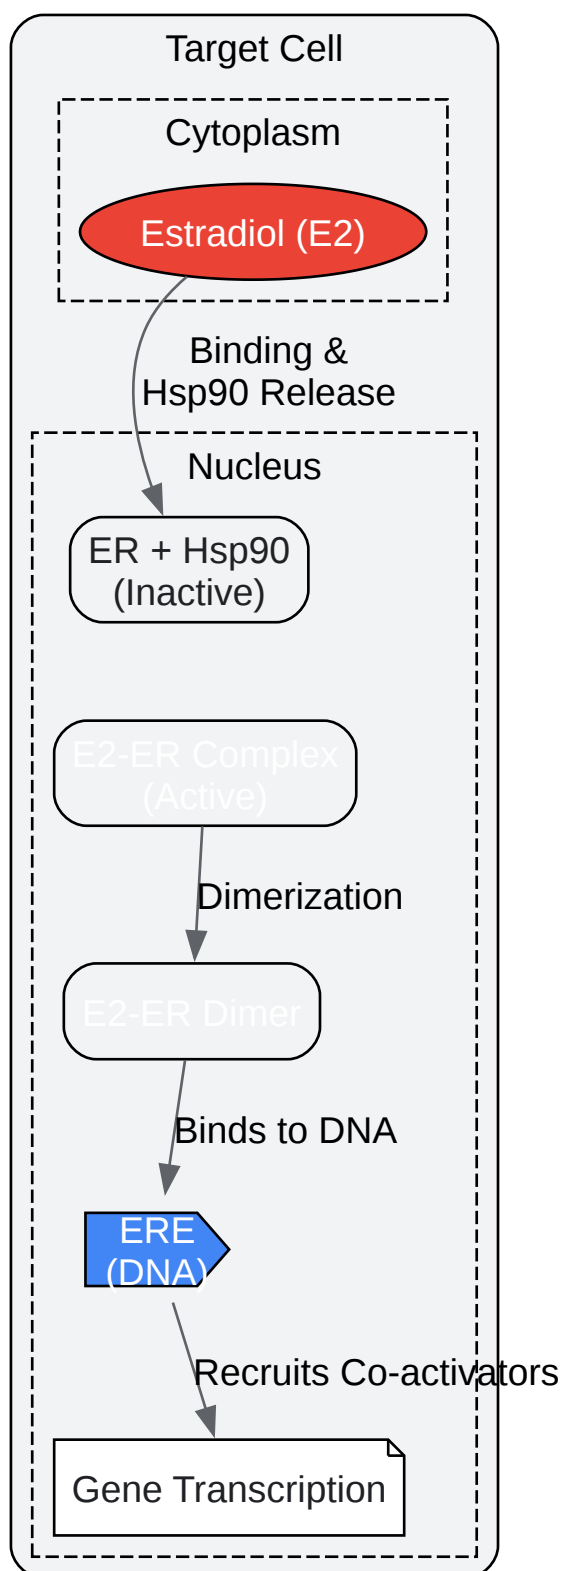 Target Cell
Cytoplasm
Estradiol (E2)
Binding &
Hsp90 Release
Nucleus
ER + Hsp90
(Inactive)
E2-ER Complex
(Active)
Dimerization
E2-ER Dimer
Binds to DNA
ERE
(DNA)
Recruits Co-activators
Gene Transcription